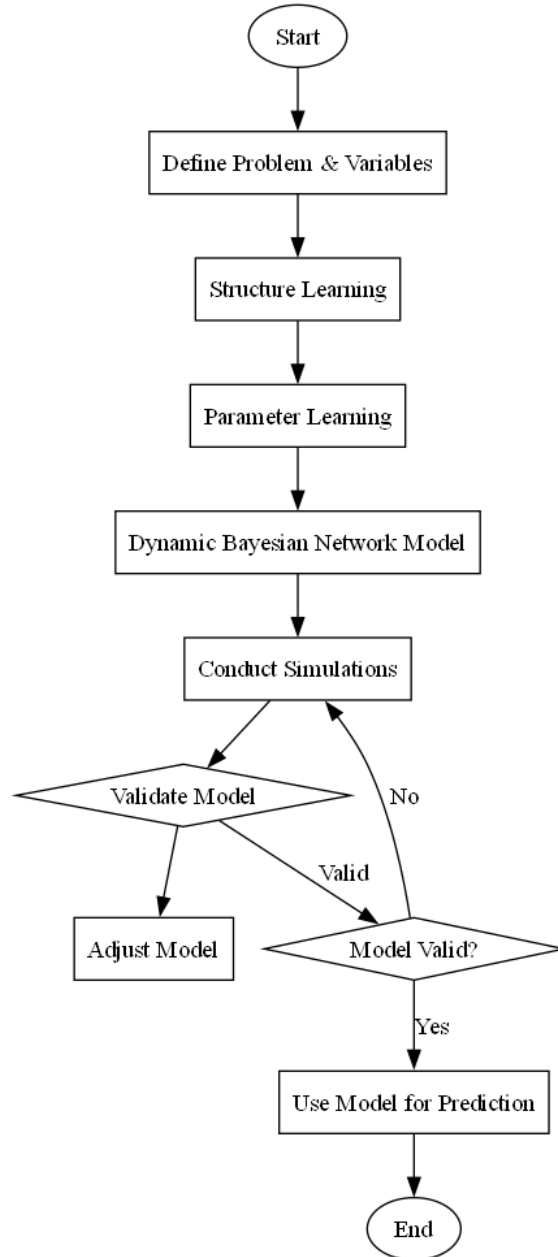 Start
Define Problem & Variables
Structure Learning
Parameter Learning
Dynamic Bayesian Network Model
Conduct Simulations
Validate Model
No
Valid
Adjust Model
Model Valid?
Yes
Use Model for Prediction
End